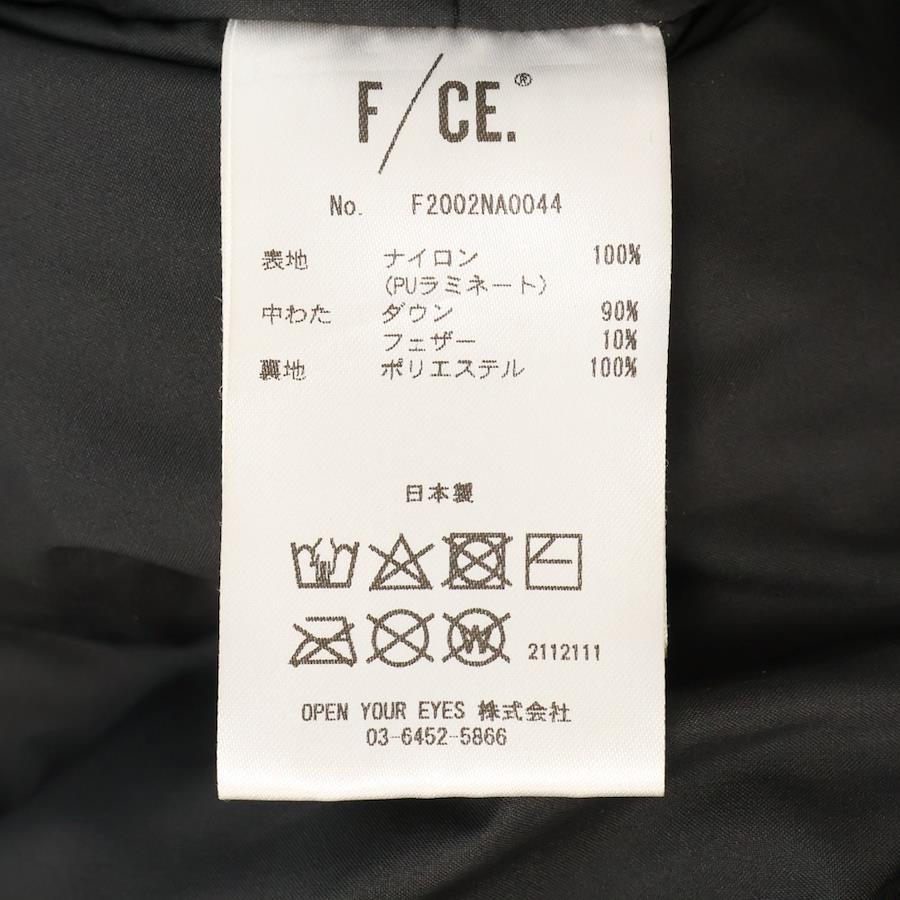 F/CE.®
No. F2002NA0044
表地 ナイロン 100%
(PUラミネート)
中わた ダウン 90%
フェザー 10%
裏地 ポリエステル 100%
日本製
W 2112111
OPEN YOUR EYES 株式会社
03-6452-5866